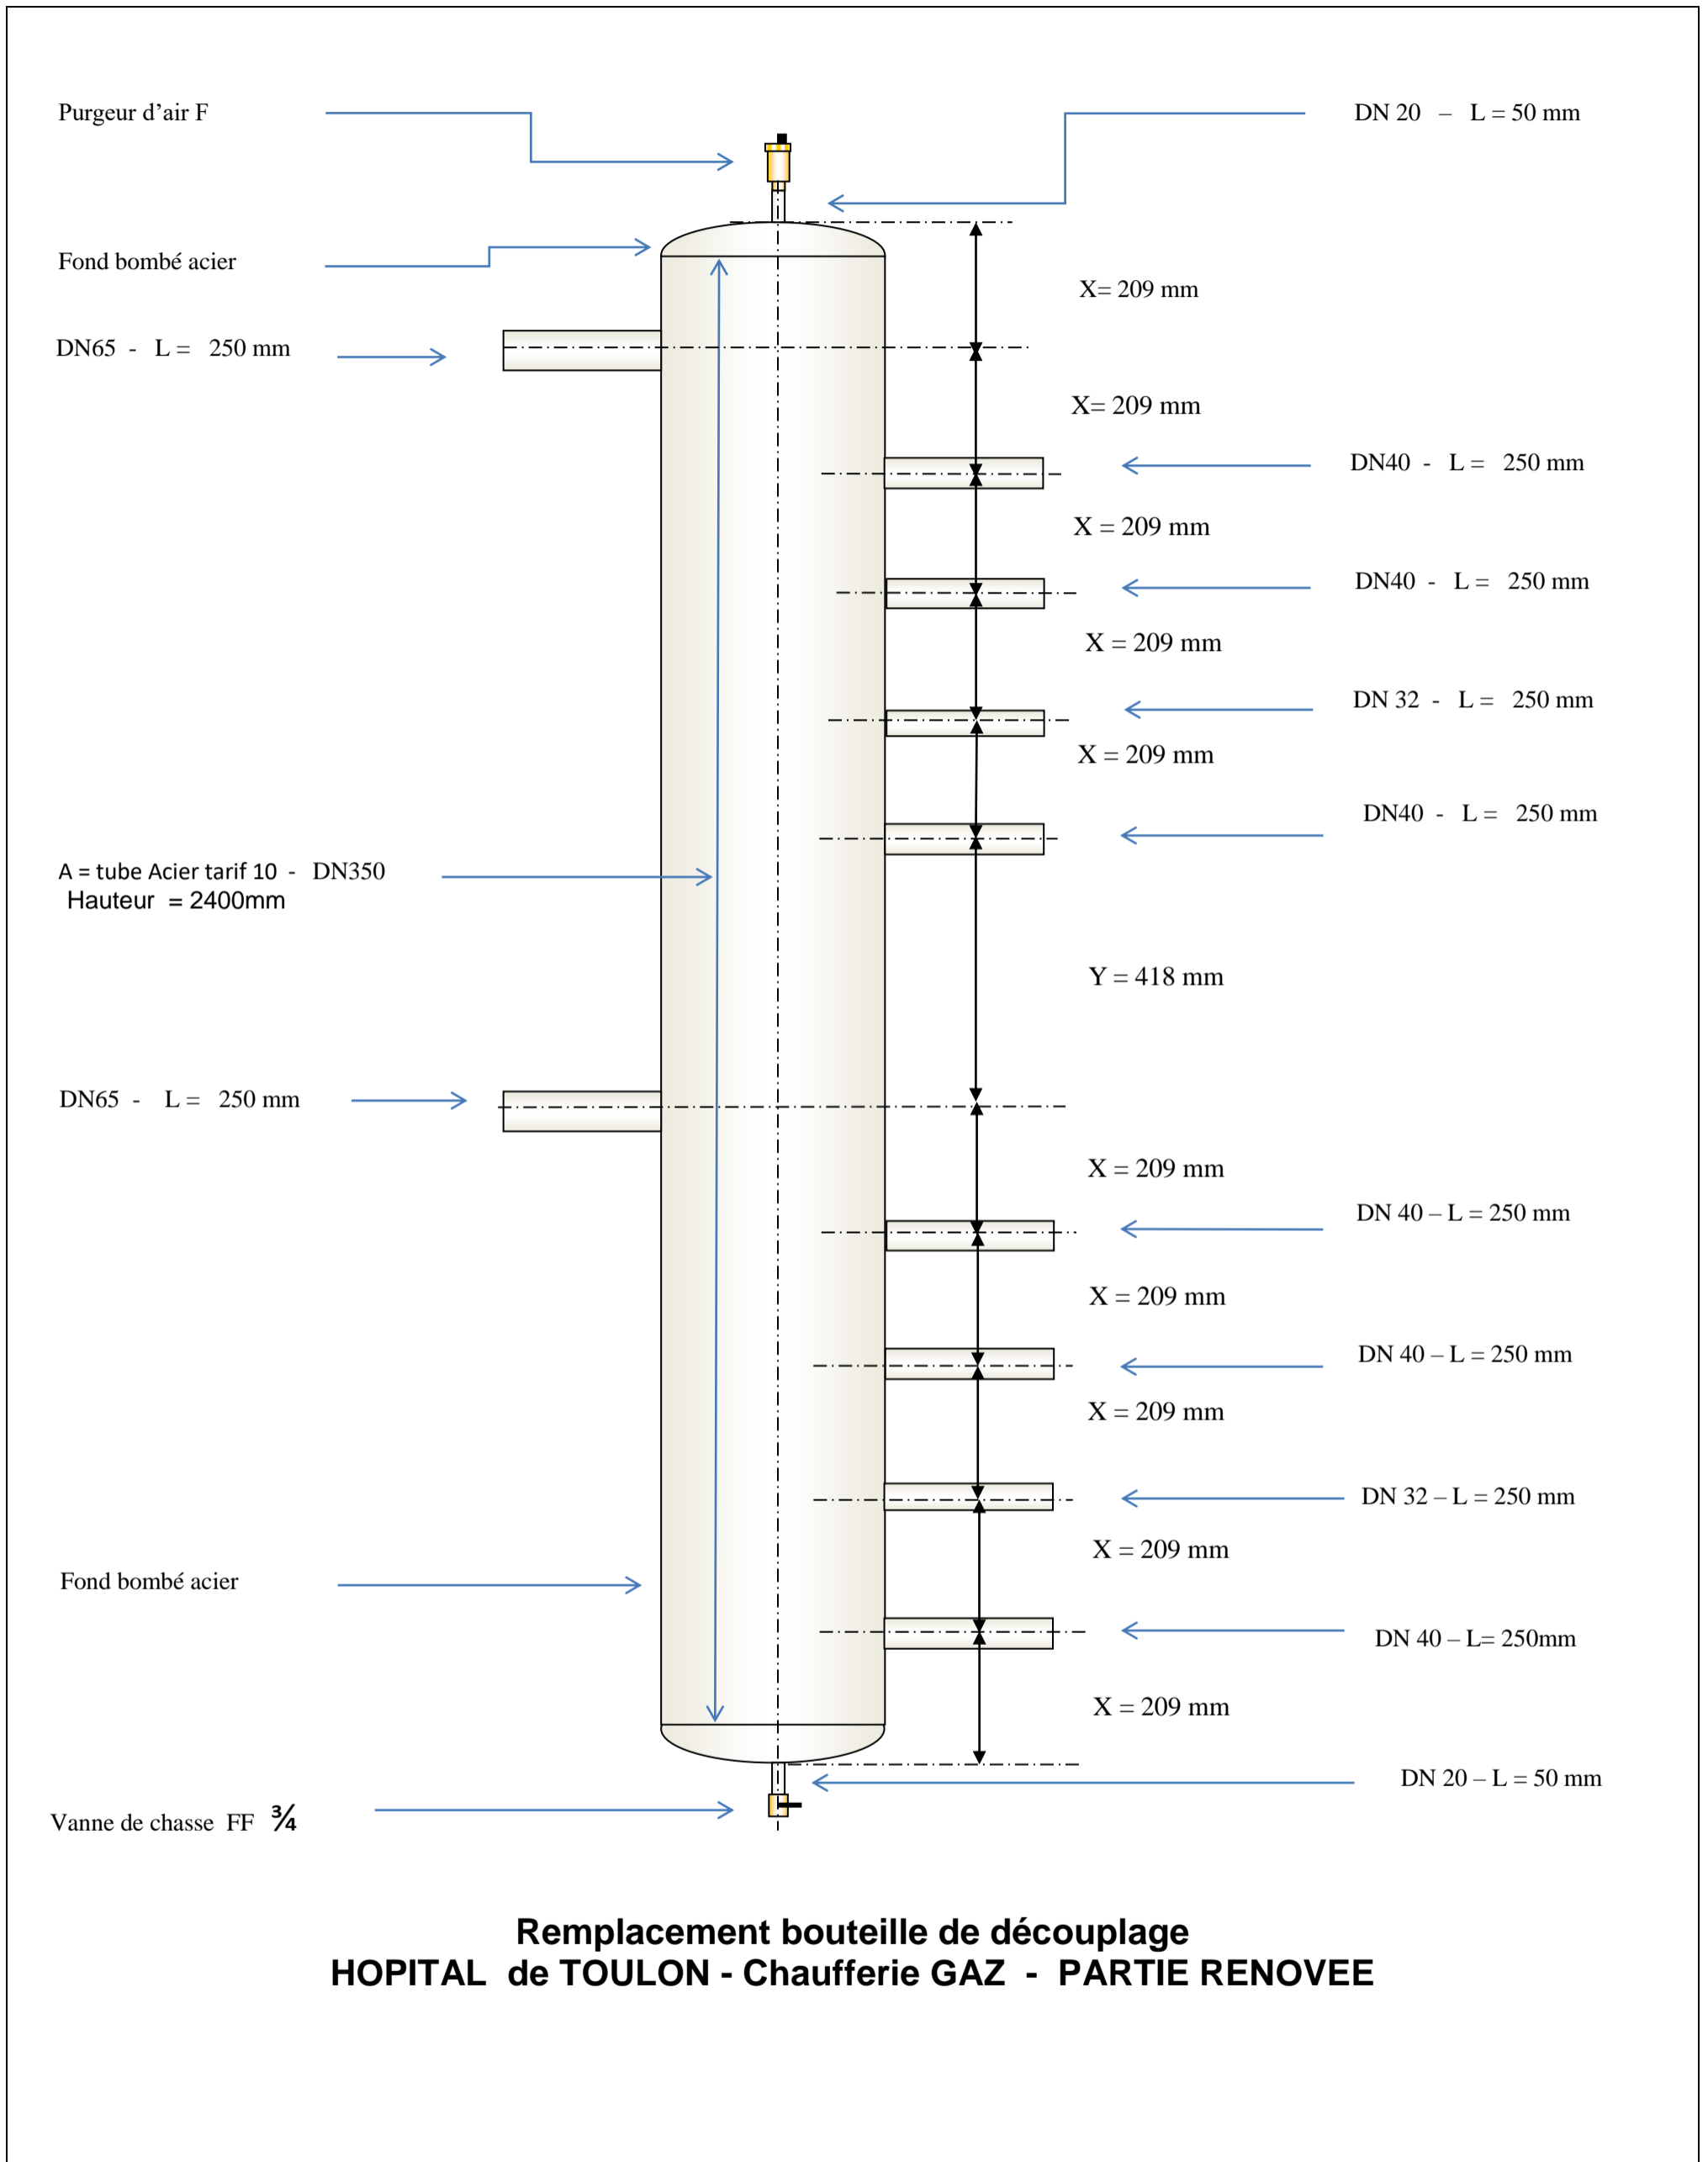 Purgeur d’air F
DN 20 – L = 50 mm
Fond bombé acier
X= 209 mm
DN65 - L = 250 mm
X= 209 mm
DN40 - L = 250 mm
X = 209 mm
DN40 - L = 250 mm
X = 209 mm
DN 32 - L = 250 mm
X = 209 mm
DN40 - L = 250 mm
A = tube Acier tarif 10 - DN350
Hauteur = 2400mm
Y = 418 mm
DN65 - L = 250 mm
X = 209 mm
DN 40 – L = 250 mm
X = 209 mm
DN 40 – L = 250 mm
X = 209 mm
DN 32 – L = 250 mm
X = 209 mm
Fond bombé acier
DN 40 – L= 250mm
X = 209 mm
DN 20 – L = 50 mm
Vanne de chasse FF ¾
Remplacement bouteille de découplage
HOPITAL de TOULON - Chaufferie GAZ - PARTIE RENOVEE